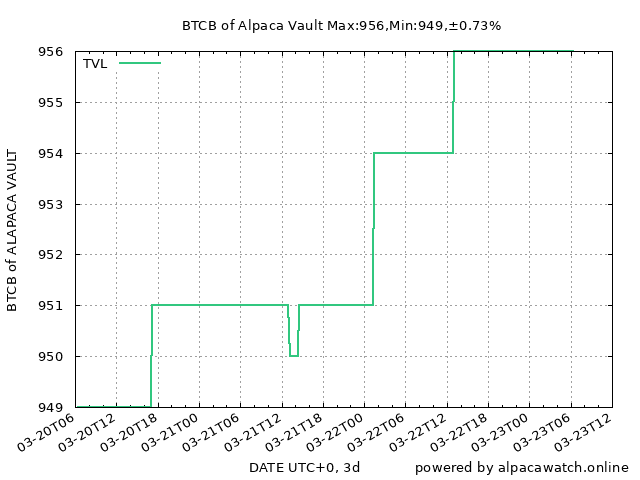 BTCB of Alpaca Vault Max:956,Min:949,±0.73%
TVL
956
955
954
953
952
951
950
949
BTCB of ALAPACA VAULT
03-20T06
03-20T12
03-20T18
03-21T00
03-21T06
03-21T12
03-21T18
03-22T00
03-22T06
03-22T12
03-22T18
03-23T00
03-23T06
03-23T12
DATE UTC+0, 3d
powered by alpacawatch.online